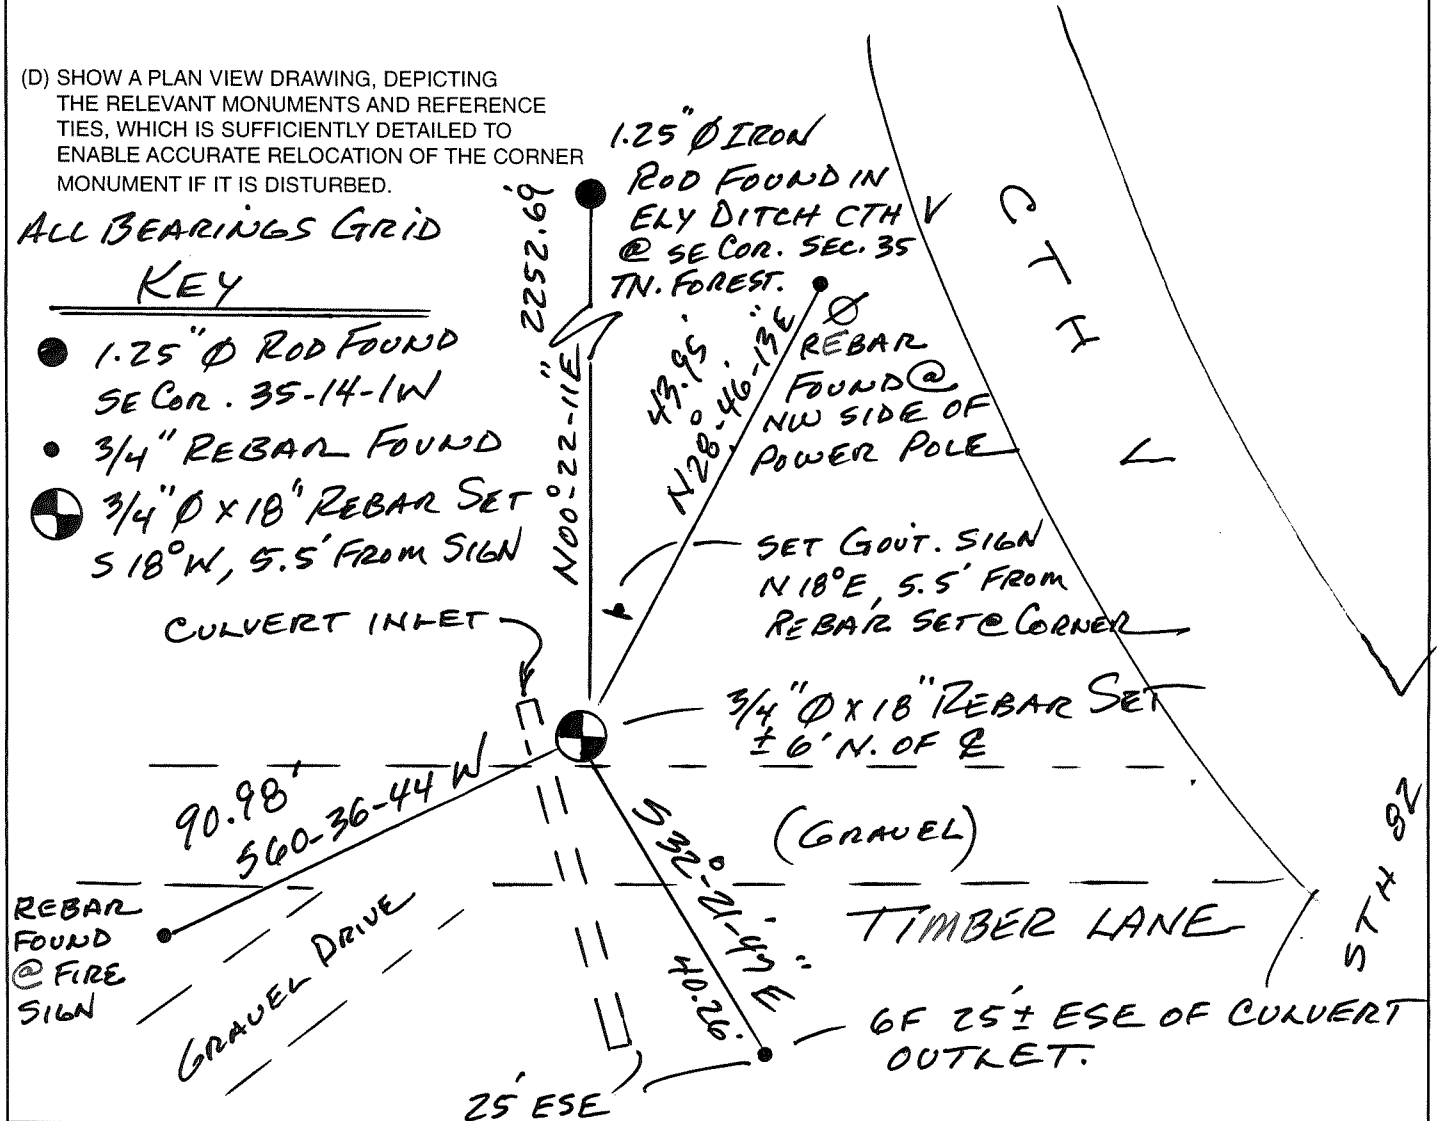 (D) SHOW A PLAN VIEW DRAWING, DEPICTING
THE RELEVANT MONUMENTS AND REFERENCE
TIES, WHICH IS SUFFICIENTLY DETAILED TO
ENABLE ACCURATE RELOCATION OF THE CORNER
MONUMENT IF IT IS DISTURBED.
ALL BEARINGS GRID
KEY
1.25"Ø ROD FOUND
SE COR. 35-14-1W
3/4" REBAR FOUND
3/4"Ø X 18" REBAR SET
S 18° W, 5.5' FROM SIGN
CULVERT INLET
2252.69'
N00°-22-11"E
1.25"Ø IRON
ROD FOUND IN
ELY DITCH CTH V
@ SE COR. SEC. 35
TN. FOREST.
43.95'
N28°-46'-13"E
Ø
REBAR
FOUND @
NW SIDE OF
POWER POLE
CTH L
SET GOVT. SIGN
N 18° E, 5.5' FROM
REBAR SET @ CORNER
3/4"Ø X 18" REBAR SET
± 6' N. OF ℄
90.98'
S60-36-44 W
(GRAVEL)
TIMBER LANE
STH 82
REBAR
FOUND
@ FIRE
SIGN
GRAVEL DRIVE
40.26'
6F 25'± ESE OF CULVERT
OUTLET.
25' ESE